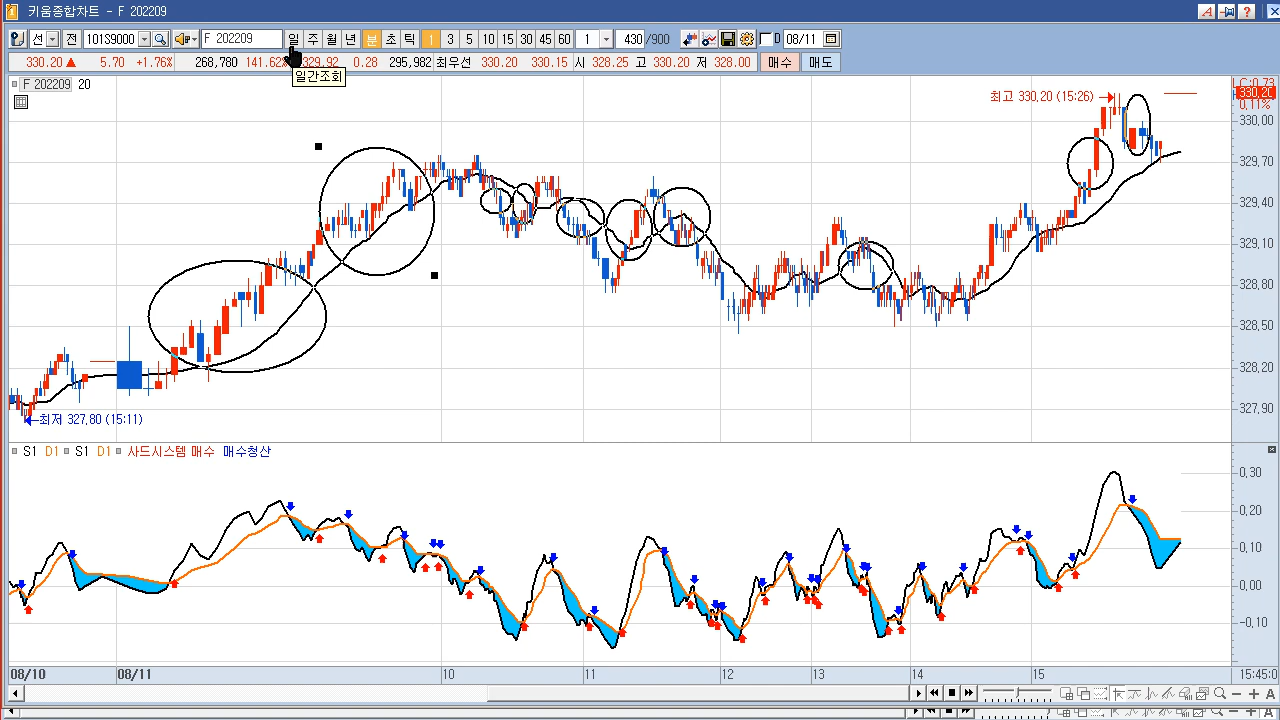 키움종합차트 - F 202209
선 전 101S9000 F 202209 일 주 월 년 분 초 틱 1 3 5 10 15 30 45 60 1 430 /900 D 08/11
330.20 ▲ 5.70 +1.76% 268,780 141.62% 329.92 0.28 295,982 최우선 330.20 330.15 시 328.25 고 330.20 저 328.00 매수 매도
일간조회
F 202209 20
LC:0.73
330,20
0,11%
최고 330,20 (15:26)
330,00
329,70
329,40
329,10
328,80
328,50
328,20
327,90
최저 327,80 (15:11)
S1 D1 S1 D1 사드시스템 매수 매수청산
0,30
0,20
0,10
0,00
-0,10
08/10 08/11 10 11 12 13 14 15 15:45:0
A
A